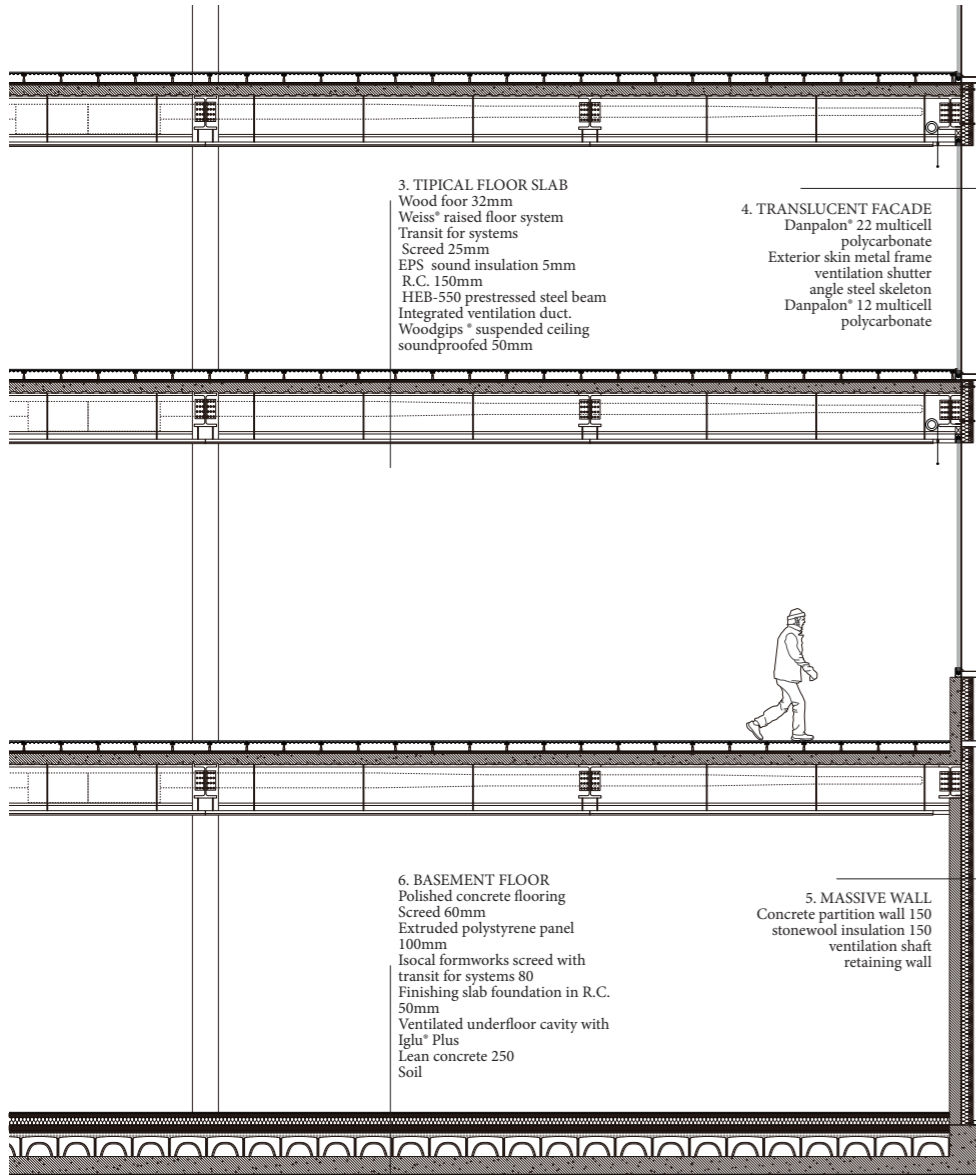 3. TIPICAL FLOOR SLAB
Wood foor 32mm
Weiss® raised floor system
Transit for systems
Screed 25mm
EPS sound insulation 5mm
R.C. 150mm
HEB-550 prestressed steel beam
Integrated ventilation duct.
Woodgips ® suspended ceiling
soundproofed 50mm
4. TRANSLUCENT FACADE
Danpalon® 22 multicell
polycarbonate
Exterior skin metal frame
ventilation shutter
angle steel skeleton
Danpalon® 12 multicell
polycarbonate
6. BASEMENT FLOOR
Polished concrete flooring
Screed 60mm
Extruded polystyrene panel
100mm
Isocal formworks screed with
transit for systems 80
Finishing slab foundation in R.C.
50mm
Ventilated underfloor cavity with
Iglu® Plus
Lean concrete 250
Soil
5. MASSIVE WALL
Concrete partition wall 150
stonewool insulation 150
ventilation shaft
retaining wall